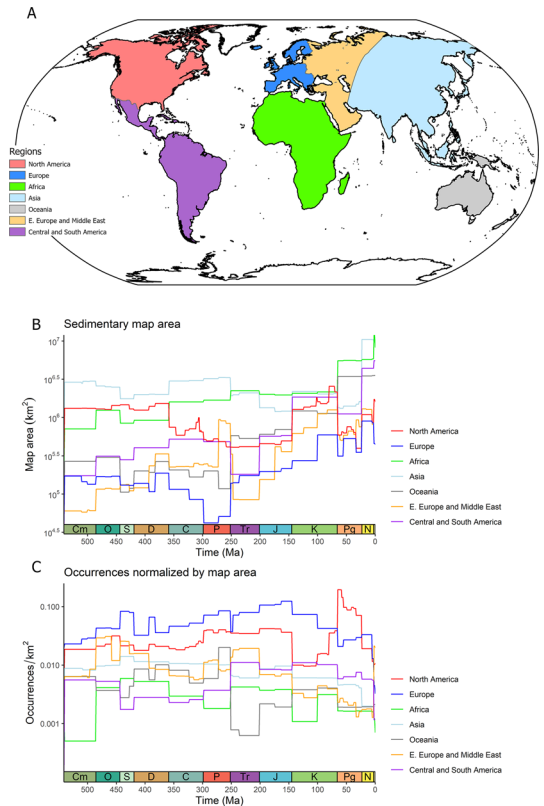 A
Regions
North America
Europe
Africa
Asia
Oceania
E. Europe and Middle East
Central and South America
B Sedimentary map area
10^7
10^6.5
10^6
10^5.5
10^5
10^4.5
Map area (km²)
North America
Europe
Africa
Asia
Oceania
E. Europe and Middle East
Central and South America
Cm O S D C P Tr J K Pg N
500 450 400 350 300 250 200 150 100 50 0
Time (Ma)
C Occurrences normalized by map area
0.100
0.010
0.001
Occurrences/km²
North America
Europe
Africa
Asia
Oceania
E. Europe and Middle East
Central and South America
Cm O S D C P Tr J K Pg N
500 450 400 350 300 250 200 150 100 50 0
Time (Ma)